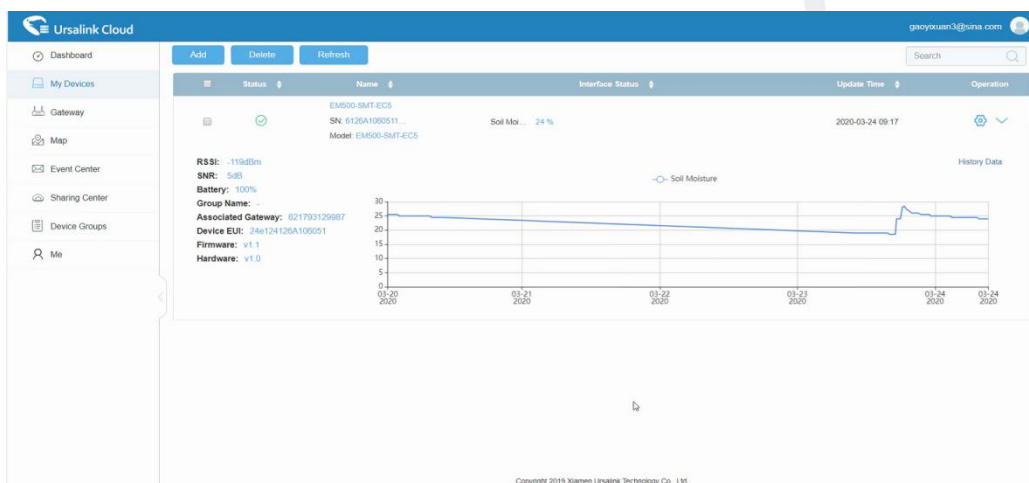 Ursalink Cloud
gaoyixuan3@sina.com
Dashboard
My Devices
Gateway
Map
Event Center
Sharing Center
Device Groups
Me
Add Delete Refresh
Search
Status Name Interface Status Update Time Operation
EM500-SMT-EC5
SN: 6126A1060511...
Model: EM500-SMT-EC5
Soil Moi... 24 %
2020-03-24 09:17
RSSI: -119dBm
SNR: 5dB
Battery: 100%
Group Name: -
Associated Gateway: 621793129987
Device EUI: 24e124126A106051
Firmware: v1.1
Hardware: v1.0
History Data
Soil Moisture
30
25
20
15
10
5
0
03-20 03-21 03-22 03-23 03-24 03-24
2020 2020 2020 2020 2020 2020
Copyright 2019 Xiamen Ursalink Technology Co., Ltd.